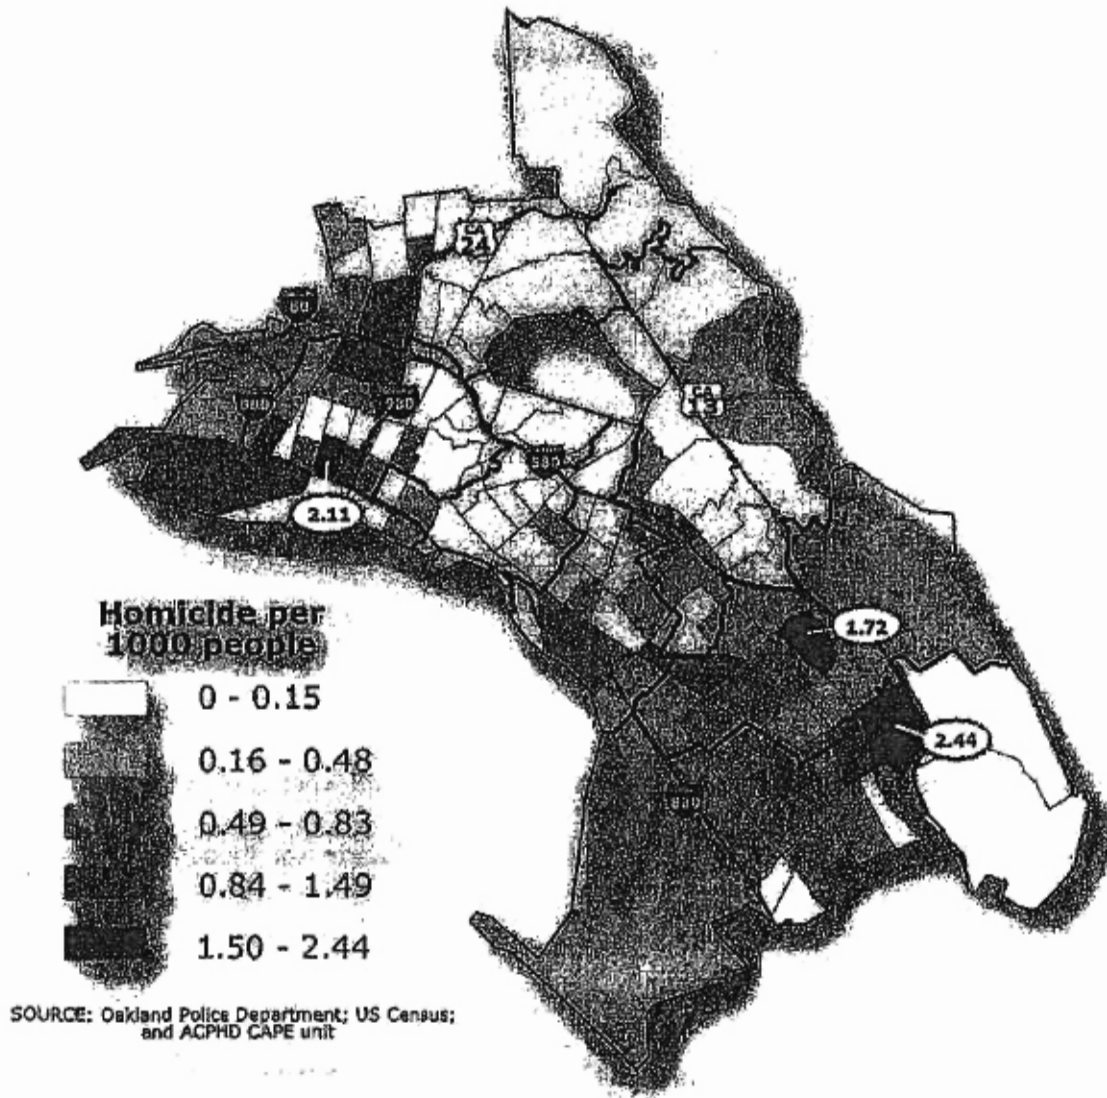 CA
24
80
880
980
CA
13
580
2.11
Homicide per
1000 people
1.72
0 - 0.15
2.44
0.16 - 0.48
880
0.49 - 0.83
0.84 - 1.49
1.50 - 2.44
SOURCE: Oakland Police Department; US Census;
and ACPHD CAPE unit